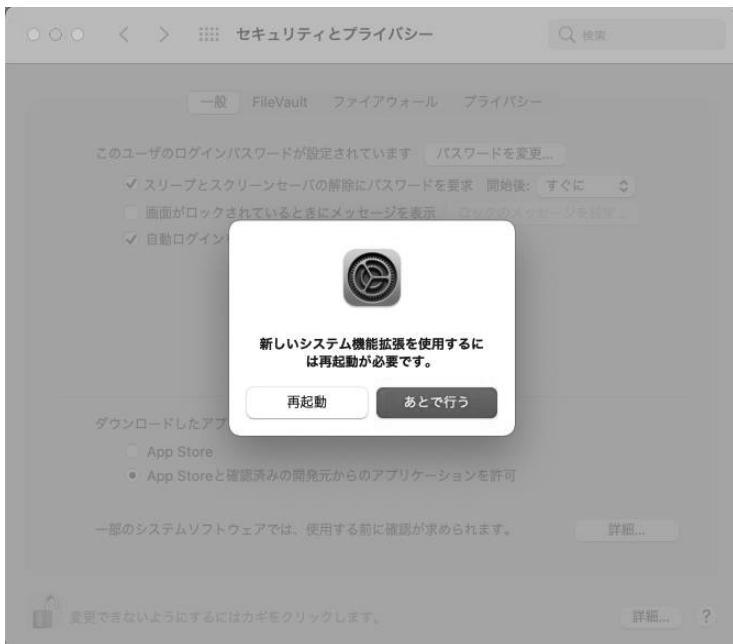 セキュリティとプライバシー
検索
一般 FileVault ファイアウォール プライバシー
このユーザのログインパスワードが設定されています パスワードを変更...
スリープとスクリーンセーバの解除にパスワードを要求 開始後: すぐに
画面がロックされているときにメッセージを表示 ロックのメッセージを設定...
自動ログイン
新しいシステム機能拡張を使用するに
は再起動が必要です。
再起動 あとで行う
ダウンロードしたアプ
App Store
App Storeと確認済みの開発元からのアプリケーションを許可
一部のシステムソフトウェアでは、使用する前に確認が求められます。 詳細...
変更できないようにするにはカギをクリックします。 詳細... ?